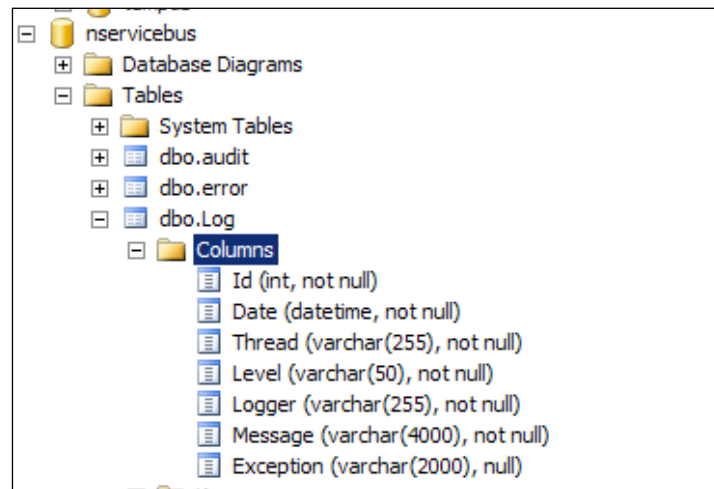 nservicebus
Database Diagrams
Tables
System Tables
dbo.audit
dbo.error
dbo.Log
Columns
Id (int, not null)
Date (datetime, not null)
Thread (varchar(255), not null)
Level (varchar(50), not null)
Logger (varchar(255), not null)
Message (varchar(4000), not null)
Exception (varchar(2000), null)